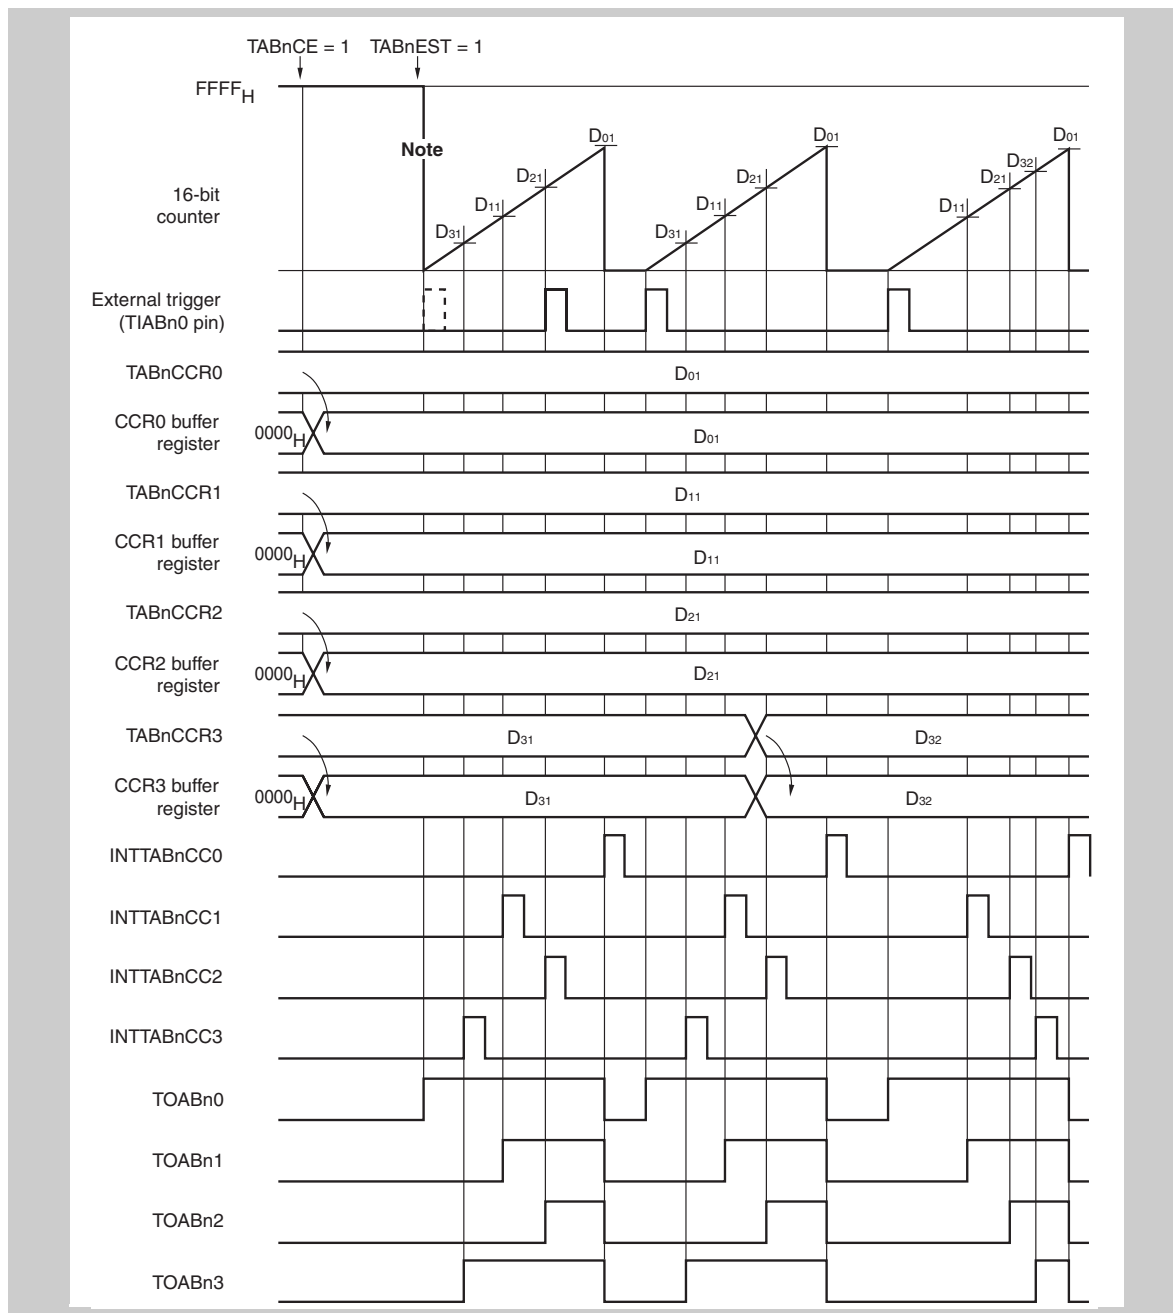 TABnCE = 1 TABnEST = 1
FFFFH
Note
D01 D01 D01
D32
D21 D21 D21
16-bit
counter
D11 D11 D11
D31 D31
External trigger
(TIABn0 pin)
TABnCCR0 D01
CCR0 buffer
register
0000H D01
TABnCCR1 D11
CCR1 buffer
register
0000H D11
TABnCCR2 D21
CCR2 buffer
register
0000H D21
TABnCCR3 D31 D32
CCR3 buffer
register
0000H D31 D32
INTTABnCC0
INTTABnCC1
INTTABnCC2
INTTABnCC3
TOABn0
TOABn1
TOABn2
TOABn3